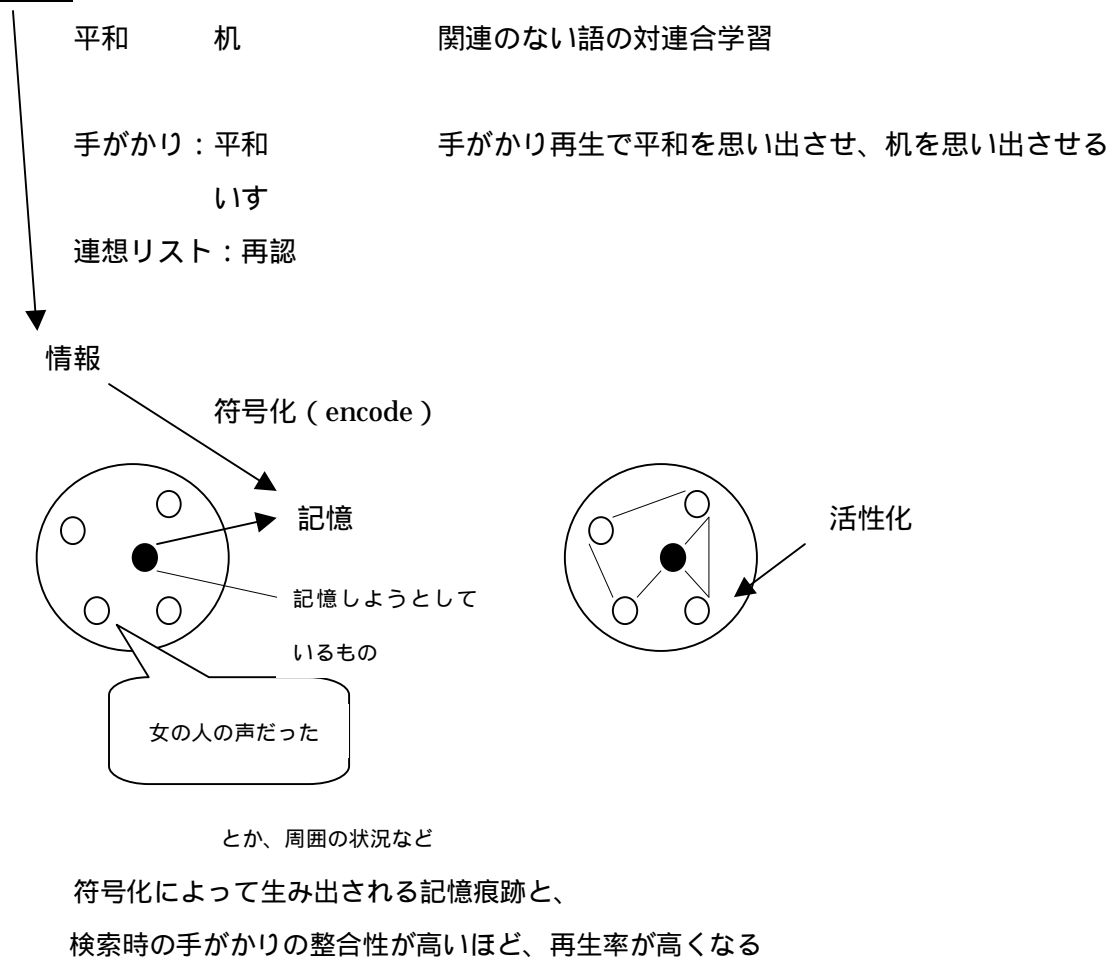 平和　机　関連のない語の対連合学習
手がかり：平和　手がかり再生で平和を思い出させ、机を思い出させる
いす
連想リスト：再認
情報
符号化（encode）
記憶　活性化
記憶しようとして
いるもの
女の人の声だった
とか、周囲の状況など
符号化によって生み出される記憶痕跡と、
検索時の手がかりの整合性が高いほど、再生率が高くなる